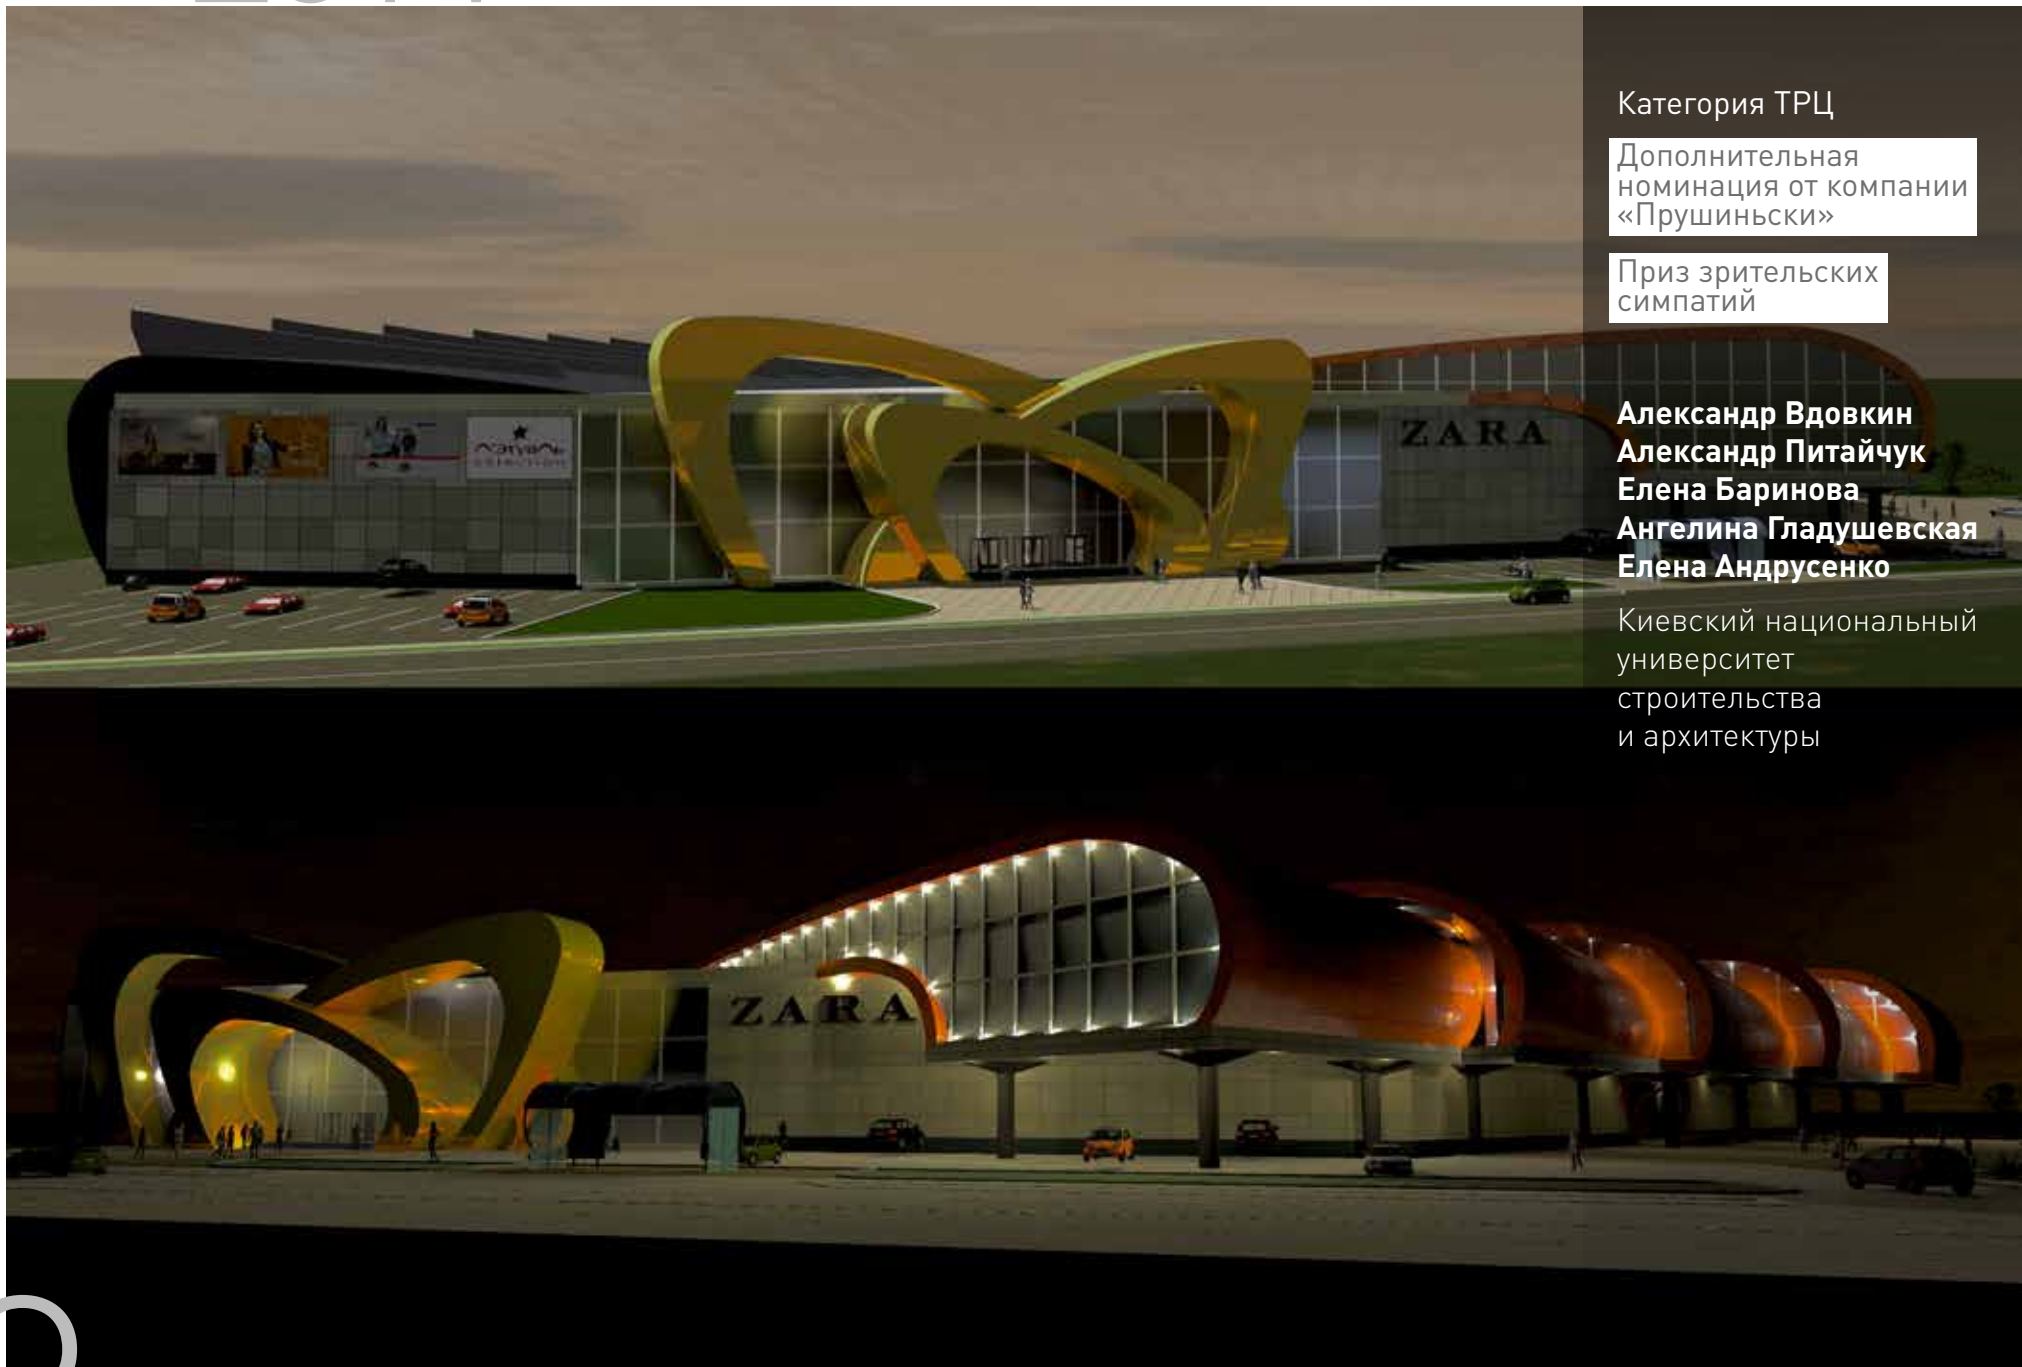 Категория ТРЦ
Дополнительная
номинация от компании
«Прушиньски»
Приз зрительских
симпатий
Александр Вдовкин
Александр Питайчук
Елена Баринова
Ангелина Гладушевская
Елена Андрусенко
Киевский национальный
университет
строительства
и архитектуры
ZARA
Лэтуаль
ZARA